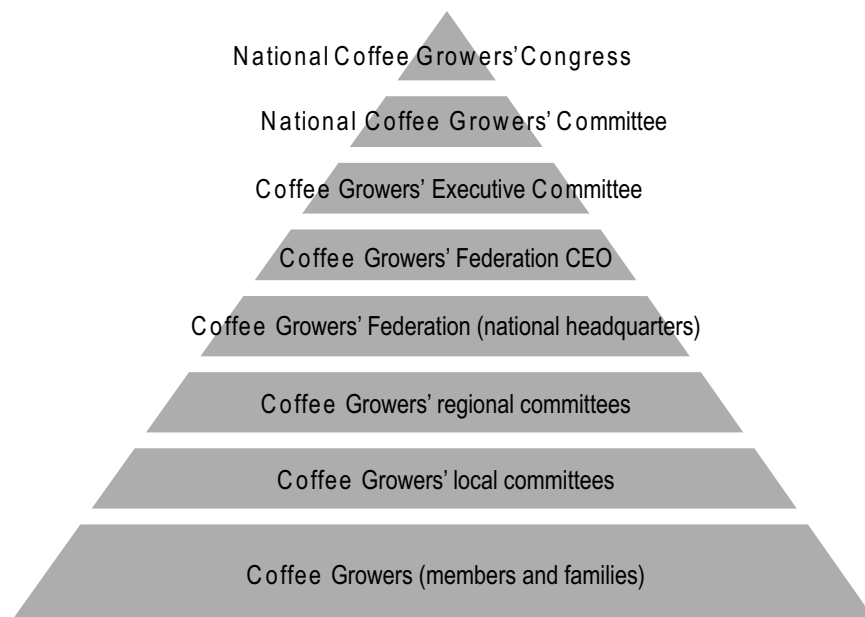 National Coffee Growers’ Congress
National Coffee Growers’ Committee
Coffee Growers’ Executive Committee
Coffee Growers’ Federation CEO
Coffee Growers’ Federation (national headquarters)
Coffee Growers’ regional committees
Coffee Growers’ local committees
Coffee Growers (members and families)